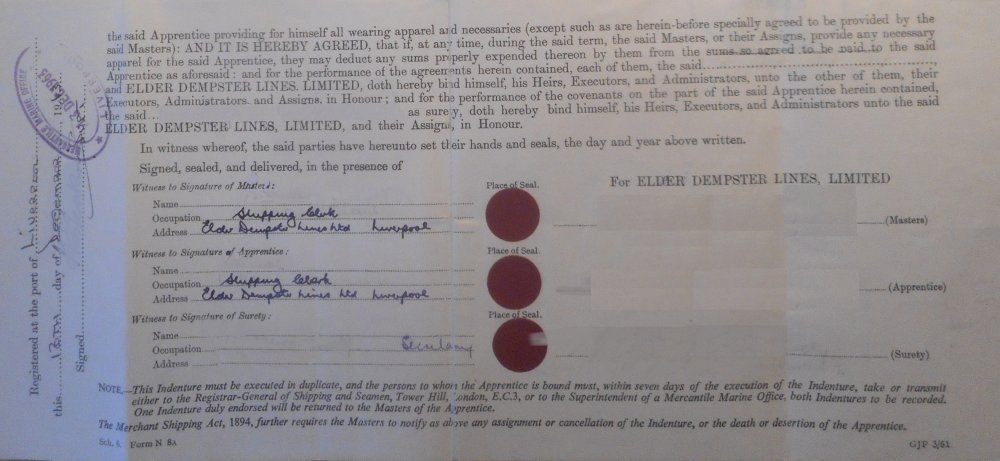 the said Apprentice providing for himself all wearing apparel and necessaries (except such as are herein-before specially agreed to be provided by the
said Masters): AND IT IS HEREBY AGREED, that if, at any time, during the said term, the said Masters, or their Assigns, provide any necessary
apparel for the said Apprentice, they may deduct any sums properly expended thereon by them from the sums so agreed to be paid to the said
Apprentice as aforesaid: and for the performance of the agreements herein contained, each of them, the said
and ELDER DEMPSTER LINES, LIMITED, doth hereby bind himself, his Heirs, Executors, and Administrators, unto the other of them, their
Executors, Administrators, and Assigns, in Honour; and for the performance of the covenants on the part of the said Apprentice herein contained,
the said... as surety, doth hereby bind himself, his Heirs, Executors, and Administrators unto the said
ELDER DEMPSTER LINES, LIMITED, and their Assigns, in Honour.
In witness whereof, the said parties have hereunto set their hands and seals, the day and year above written.
Signed, sealed, and delivered, in the presence of
For ELDER DEMPSTER LINES, LIMITED
Witness to Signature of Masters:
Place of Seal.
Name
Occupation Shipping Clerk
Address Elder Dempster Lines Ltd Liverpool
(Masters)
Witness to Signature of Apprentice:
Place of Seal.
Name
Occupation Shipping Clerk
Address Elder Dempster Lines Ltd Liverpool
(Apprentice)
Witness to Signature of Surety:
Place of Seal.
Name
Occupation Secretary
Address
(Surety)
NOTE.—This Indenture must be executed in duplicate, and the persons to whom the Apprentice is bound must, within seven days of the execution of the Indenture, take or transmit
either to the Registrar-General of Shipping and Seamen, Tower Hill, London, E.C.3, or to the Superintendent of a Mercantile Marine Office, both Indentures to be recorded.
One Indenture duly endorsed will be returned to the Masters of the Apprentice.
The Merchant Shipping Act, 1894, further requires the Masters to notify as above any assignment or cancellation of the Indenture, or the death or desertion of the Apprentice.
Sch. 6. Form N 8A
GJP 3/61
Registered at the port of Liverpool
this day of December 19
Signed
MERCANTILE MARINE OFFICE
LIVERPOOL
DEC 1963